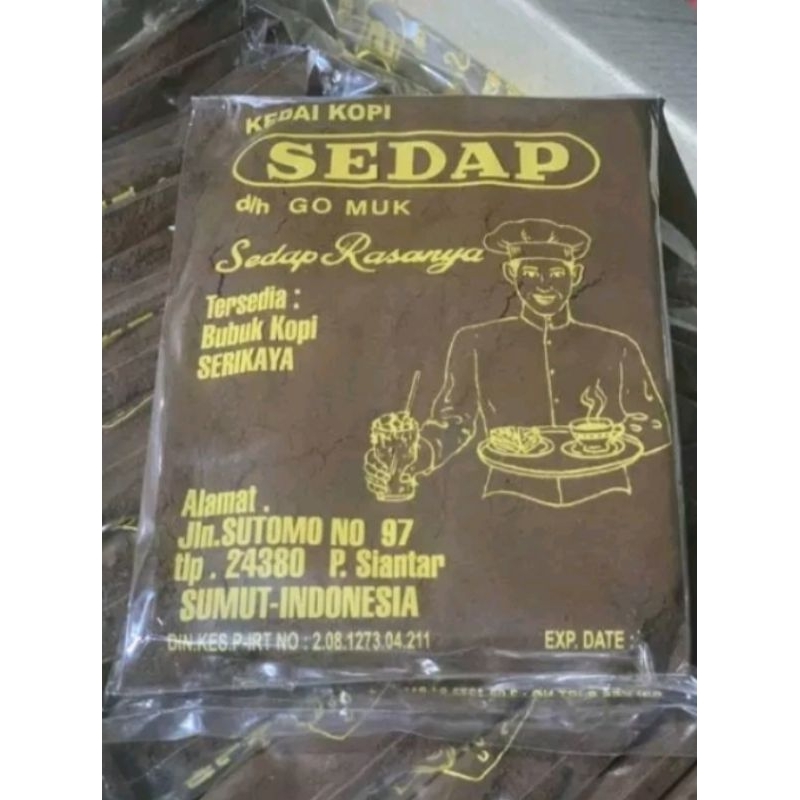 KEDAI KOPI
SEDAP
d/h GO MUK
Sedap Rasanya
Tersedia :
Bubuk Kopi
SERIKAYA
Alamat .
Jln.SUTOMO NO 97
tlp . 24380 P. Siantar
SUMUT-INDONESIA
DIN.KES.P-IRT NO : 2.08.1273.04.211 EXP. DATE :